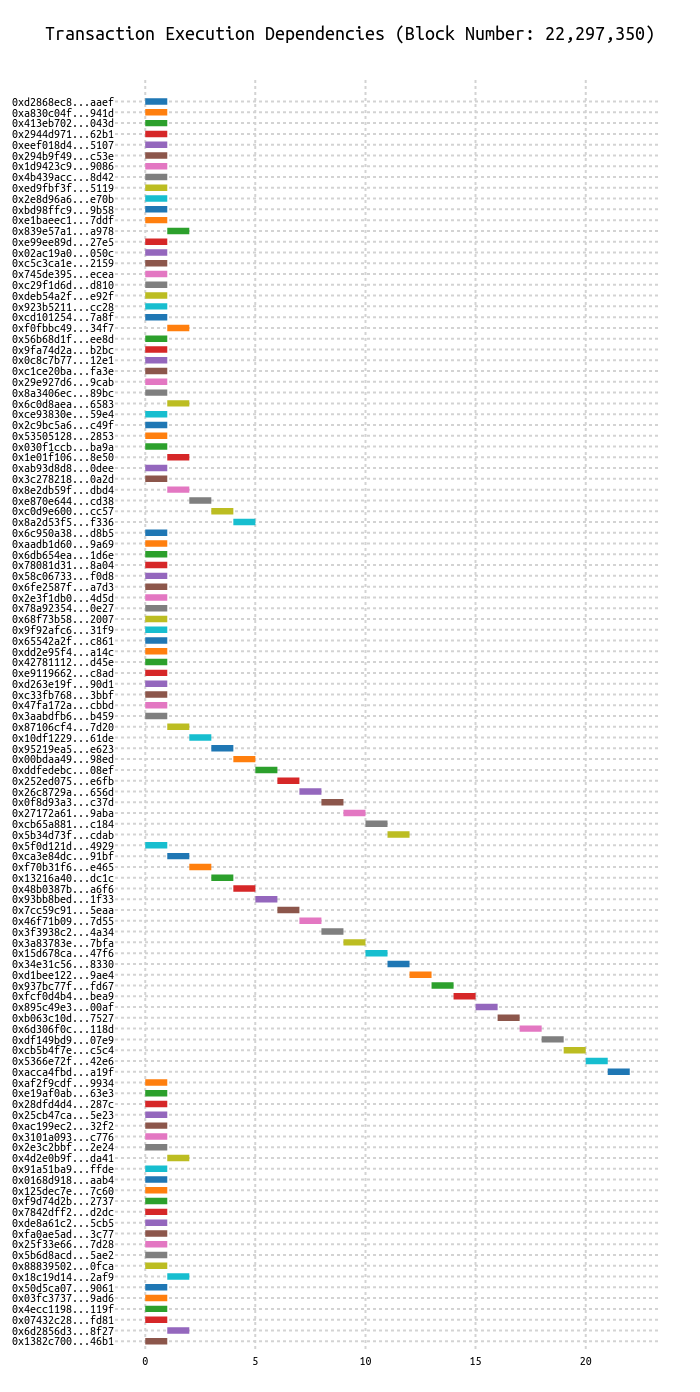 Transaction Execution Dependencies (Block Number: 22,297,350)
0xd2868ec8...aaef
0xa830c04f...941d
0x413eb702...043d
0x2944d971...62b1
0xeef018d4...5107
0x294b9f49...c53e
0x1d9423c9...9086
0x4b439acc...8d42
0xed9fbf3f...5119
0x2e8d96a6...e70b
0xbd98ffc9...9b58
0xe1baeec1...7ddf
0x839e57a1...a978
0xe99ee89d...27e5
0x02ac19a0...050c
0xc5c3ca1e...2159
0x745de395...ecea
0xc29f1d6d...d810
0xdeb54a2f...e92f
0x923b5211...cc28
0xcd101254...7a8f
0xf0fbbc49...34f7
0x56b68d1f...ee8d
0x9fa74d2a...b2bc
0x0c8c7b77...12e1
0xc1ce20ba...fa3e
0x29e927d6...9cab
0x8a3406ec...89bc
0x6c0d8aea...6583
0xce93830e...59e4
0x2c9bc5a6...c49f
0x53505128...2853
0x030f1ccb...ba9a
0x1e01f106...8e50
0xab93d8d8...0dee
0x3c278218...0a2d
0x8e2db59f...dbd4
0xe870e644...cd38
0xc0d9e600...cc57
0x8a2d53f5...f336
0x6c950a38...d8b5
0xaadb1d60...9a69
0x6db654ea...1d6e
0x78081d31...8a04
0x58c06733...f0d8
0x6fe2587f...a7d3
0x2e3f1db0...4d5d
0x78a92354...0e27
0x68f73b58...2007
0x9f92afc6...31f9
0x65542a2f...c861
0xdd2e95f4...a14c
0x42781112...d45e
0xe9119662...c8ad
0xd263e19f...90d1
0xc33fb768...3bbf
0x47fa172a...cbbd
0x3aabdfb6...b459
0x87106cf4...7d20
0x10df1229...61de
0x95219ea5...e623
0x00bdaa49...98ed
0xddfedebc...08ef
0x252ed075...e6fb
0x26c8729a...656d
0x0f8d93a3...c37d
0x27172a61...9aba
0xcb65a881...c184
0x5b34d73f...cdab
0x5f0d121d...4929
0xca3e84dc...91bf
0xf70b31f6...e465
0x13216a40...dc1c
0x48b0387b...a6f6
0x93bb8bed...1f33
0x7cc59c91...5eaa
0x46f71b09...7d55
0x3f3938c2...4a34
0x3a83783e...7bfa
0x15d678ca...47f6
0x34e31c56...8330
0xd1bee122...9ae4
0x937bc77f...fd67
0xfcf0d4b4...bea9
0x895c49e3...00af
0xb063c10d...7527
0x6d306f0c...118d
0xdf149bd9...07e9
0xcb5b4f7e...c5c4
0x5366e72f...42e6
0xacca4fbd...a19f
0xaf2f9cdf...9934
0xe19af0ab...63e3
0x28dfd4d4...287c
0x25cb47ca...5e23
0xac199ec2...32f2
0x3101a093...c776
0x2e3c2bbf...2e24
0x4d2e0b9f...da41
0x91a51ba9...ffde
0x0168d918...aab4
0x125dec7e...7c60
0xf9d74d2b...2737
0x7842dff2...d2dc
0xde8a61c2...5cb5
0xfa0ae5ad...3c77
0x25f33e66...7d28
0x5b6d8acd...5ae2
0x88839502...0fca
0x18c19d14...2af9
0x50d5ca07...9061
0x03fc3737...9ad6
0x4ecc1198...119f
0x07432c28...fd81
0x6d2856d3...8f27
0x1382c700...46b1
0 5 10 15 20